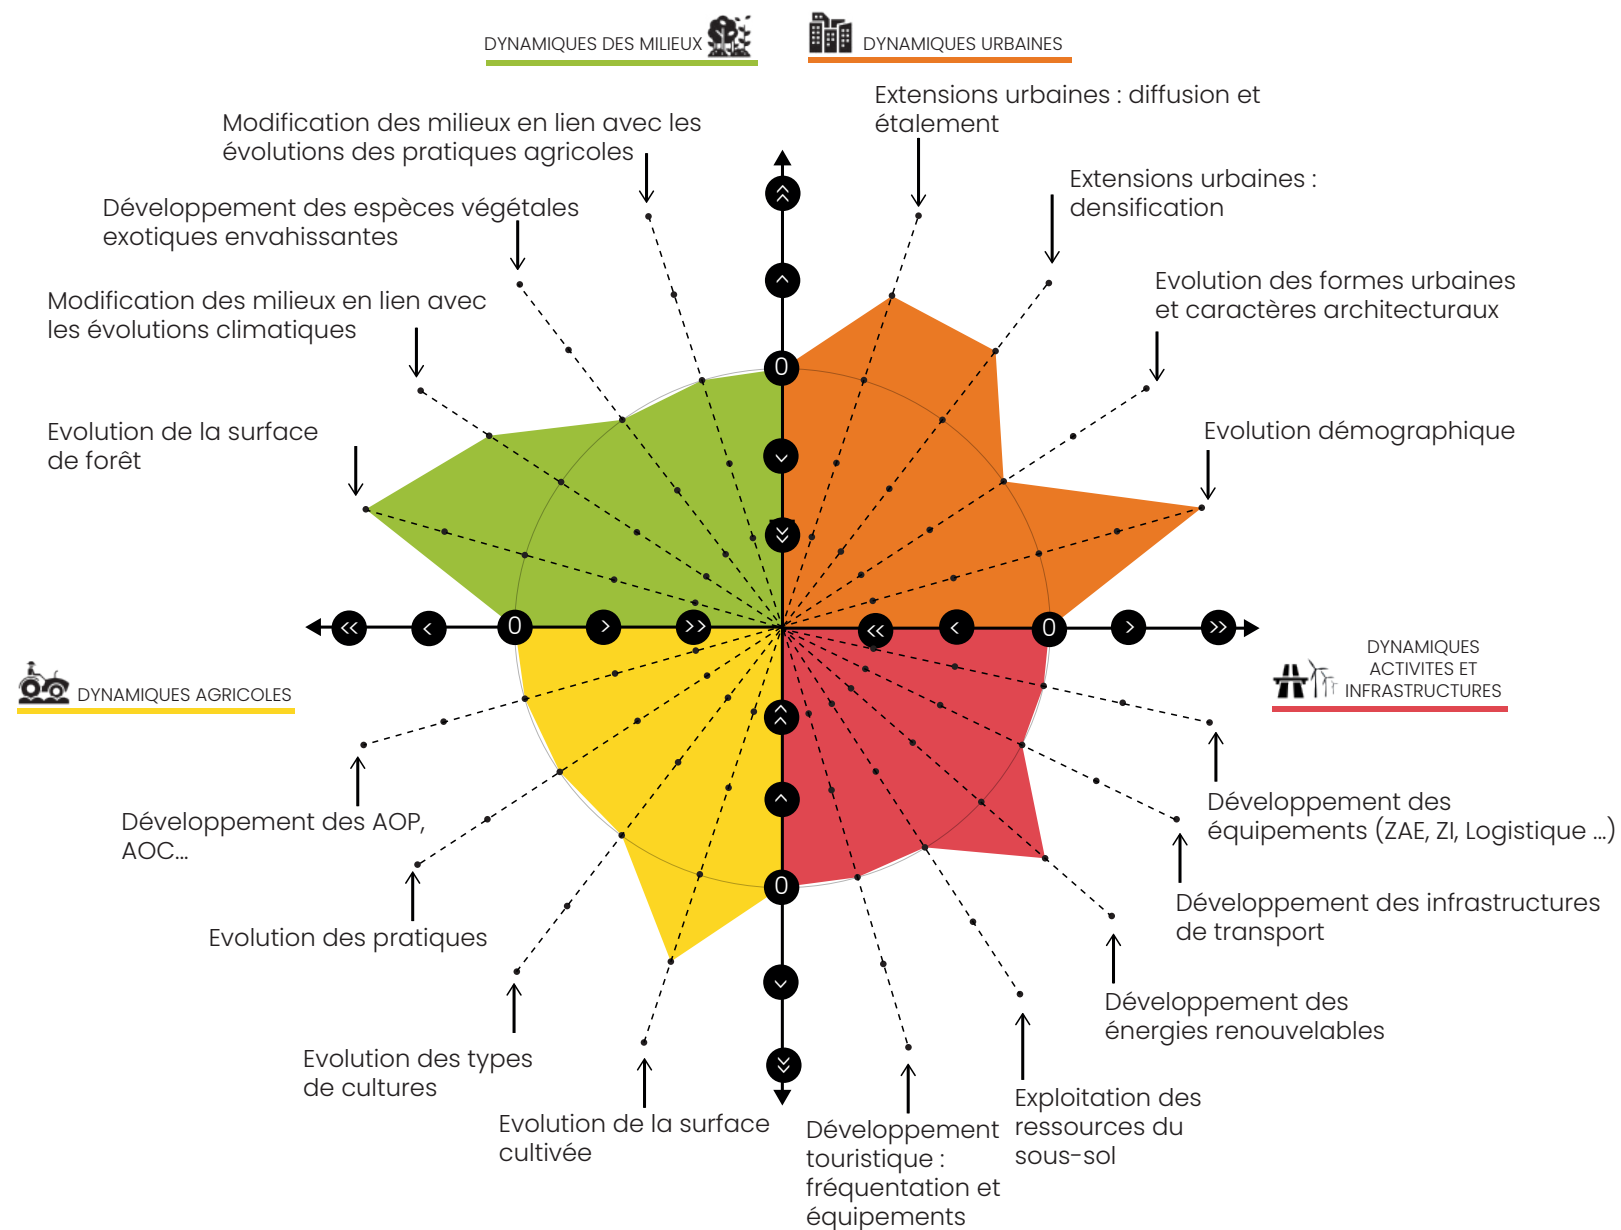 DYNAMIQUES DES MILIEUX
DYNAMIQUES URBAINES
Extensions urbaines : diffusion et
étalement
Modification des milieux en lien avec les
évolutions des pratiques agricoles
Extensions urbaines :
densification
Développement des espèces végétales
exotiques envahissantes
Evolution des formes urbaines
et caractères architecturaux
Modification des milieux en lien avec
les évolutions climatiques
Evolution de la surface
de forêt
Evolution démographique
0
0
0
0
DYNAMIQUES
ACTIVITES ET
INFRASTRUCTURES
DYNAMIQUES AGRICOLES
Développement des AOP,
AOC...
Développement des
équipements (ZAE, ZI, Logistique ...)
Evolution des pratiques
Développement des infrastructures
de transport
Développement des
énergies renouvelables
Evolution des types
de cultures
Exploitation des
ressources du
sous-sol
Evolution de la surface
cultivée
Développement
touristique :
fréquentation et
équipements